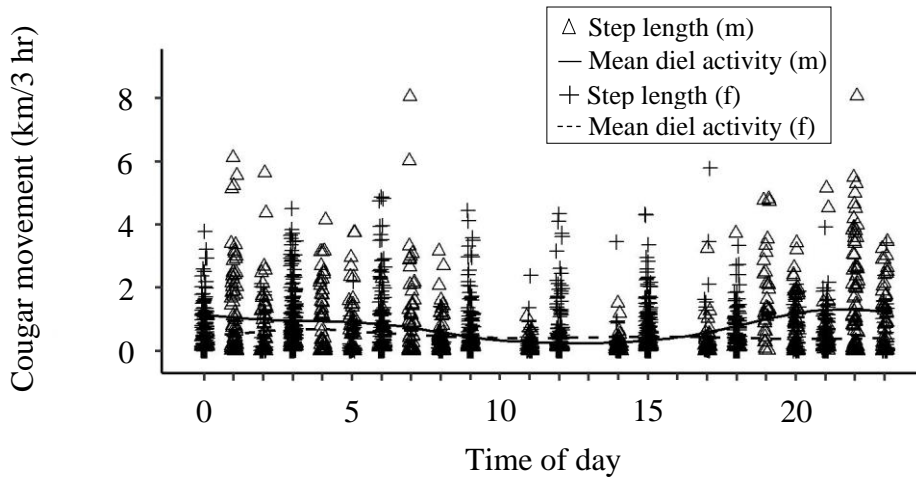 Step length (m)
Mean diel activity (m)
Step length (f)
Mean diel activity (f)
Cougar movement (km/3 hr)
8
6
4
2
0
0 5 10 15 20
Time of day